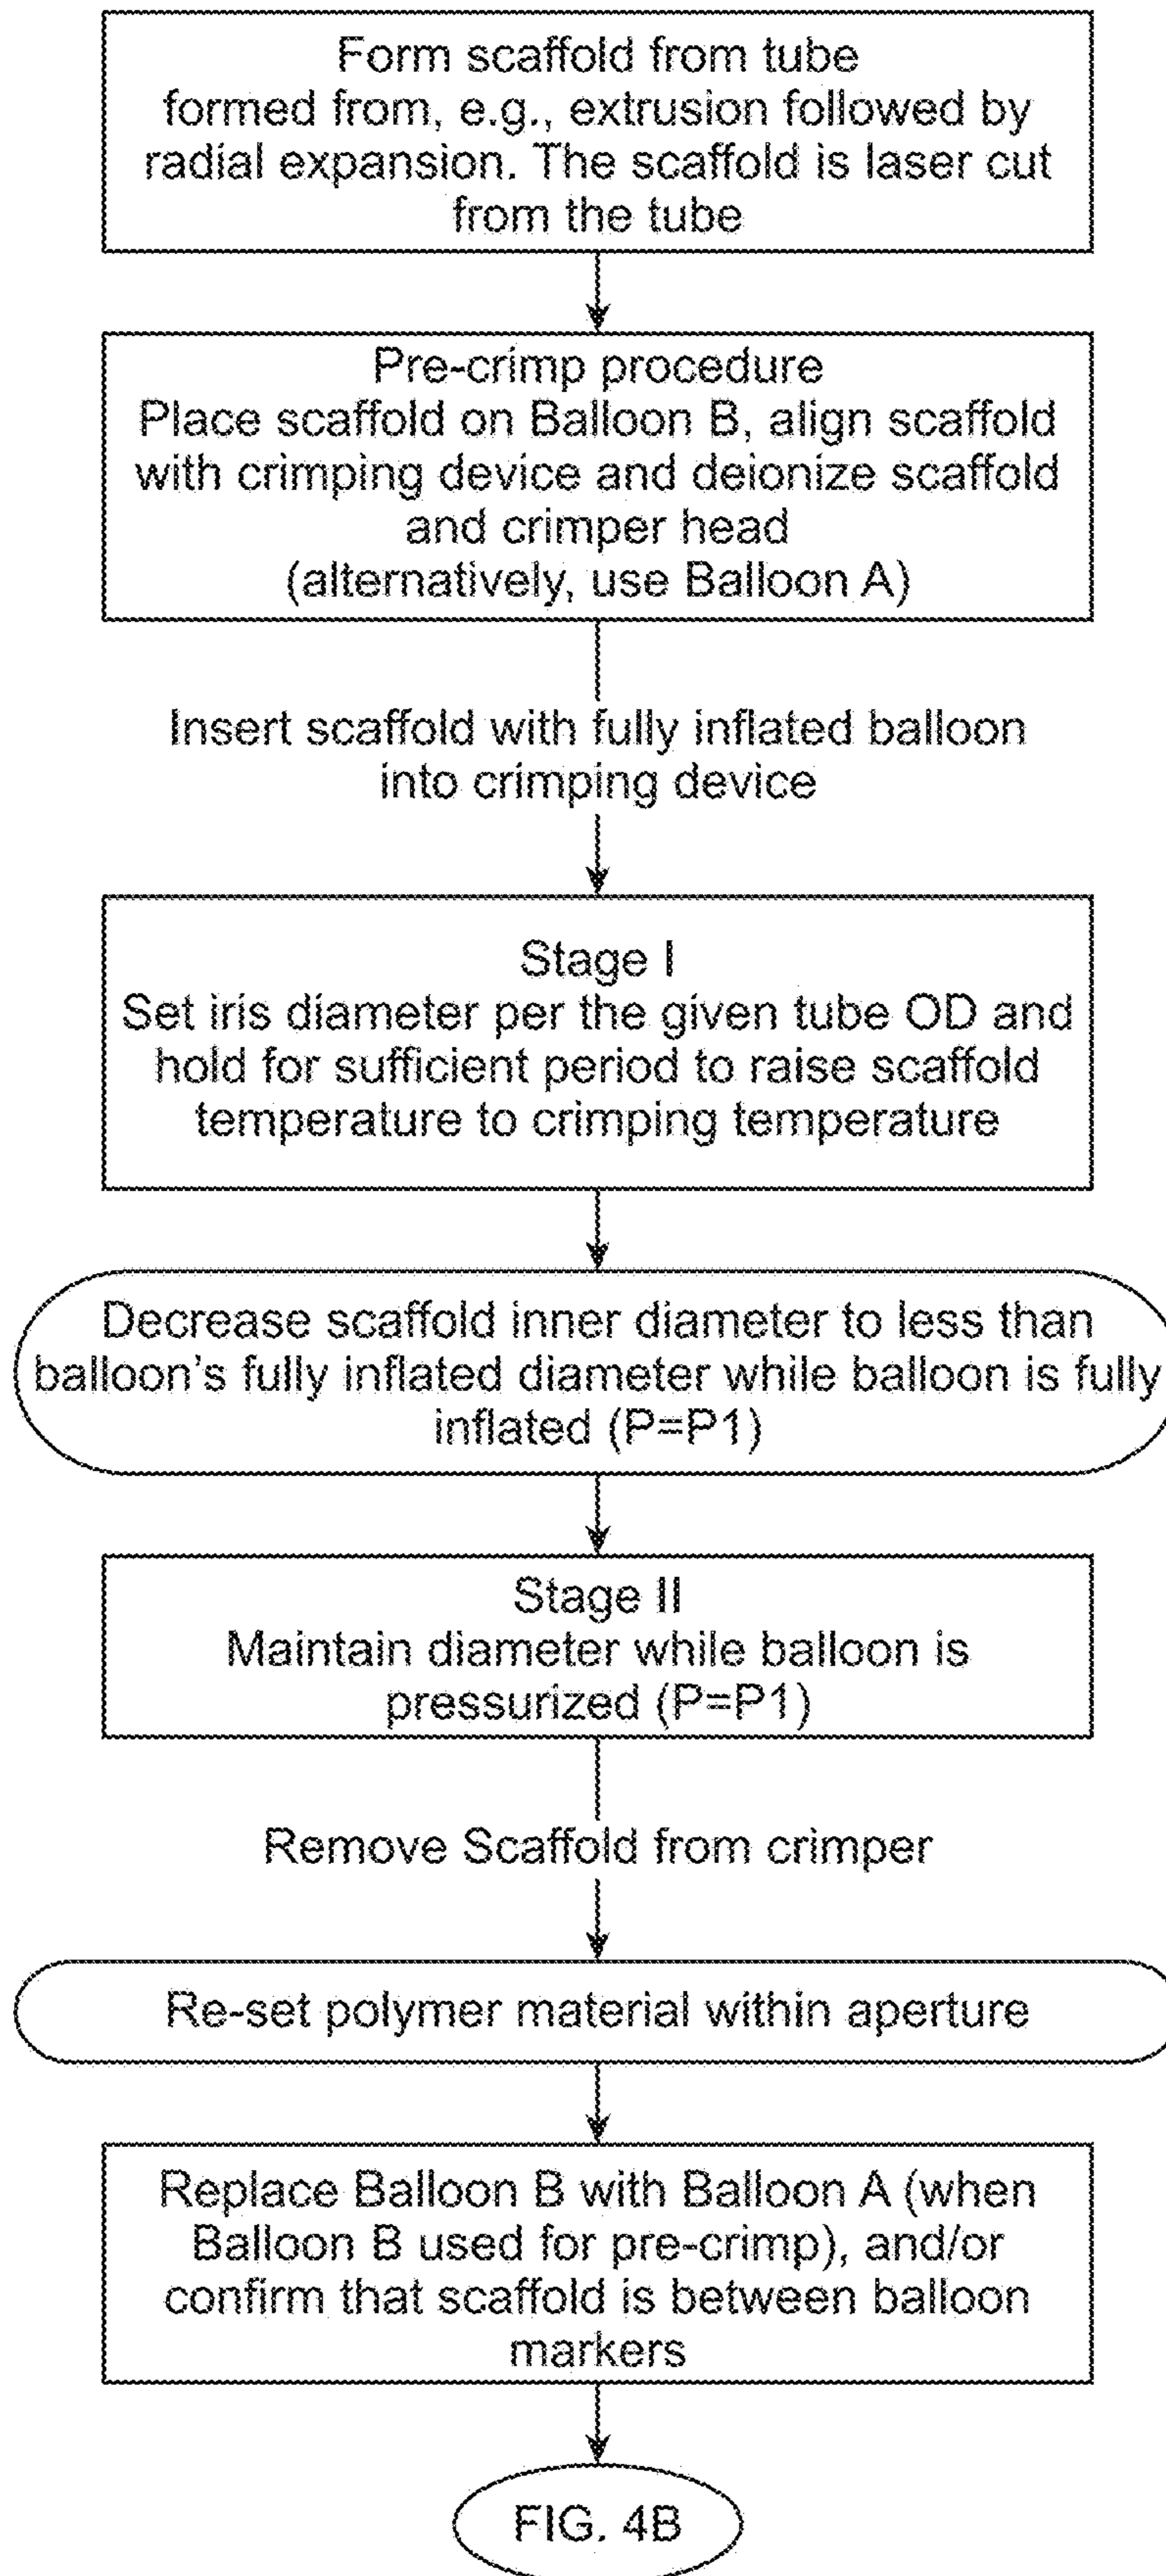 Form scaffold from tube
formed from, e.g., extrusion followed by
radial expansion. The scaffold is laser cut
from the tube
Pre-crimp procedure
Place scaffold on Balloon B, align scaffold
with crimping device and deionize scaffold
and crimper head
(alternatively, use Balloon A)
Insert scaffold with fully inflated balloon
into crimping device
Stage I
Set iris diameter per the given tube OD and
hold for sufficient period to raise scaffold
temperature to crimping temperature
Decrease scaffold inner diameter to less than
balloon's fully inflated diameter while balloon is fully
inflated (P=P1)
Stage II
Maintain diameter while balloon is
pressurized (P=P1)
Remove Scaffold from crimper
Re-set polymer material within aperture
Replace Balloon B with Balloon A (when
Balloon B used for pre-crimp), and/or
confirm that scaffold is between balloon
markers
FIG. 4B